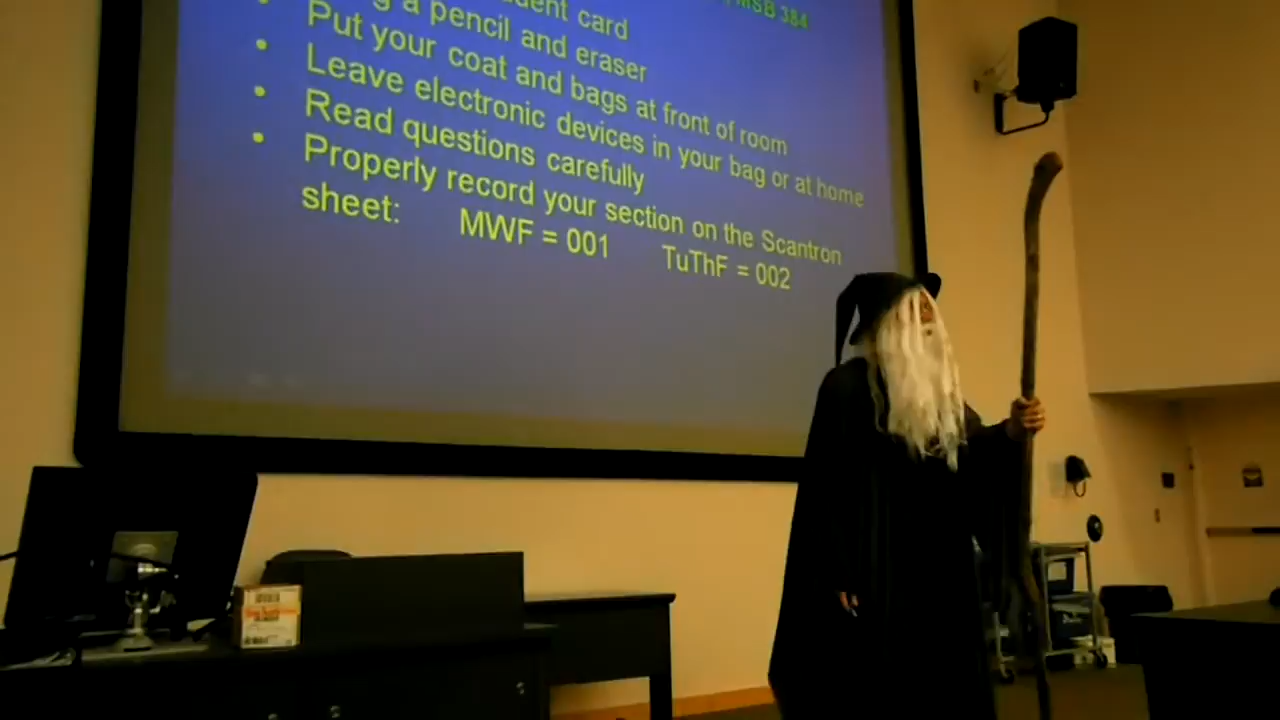 MSB 384
student card
a pencil and eraser
Put your coat and bags at front of room
Leave electronic devices in your bag or at home
Read questions carefully
Properly record your section on the Scantron
sheet: MWF = 001 TuThF = 002